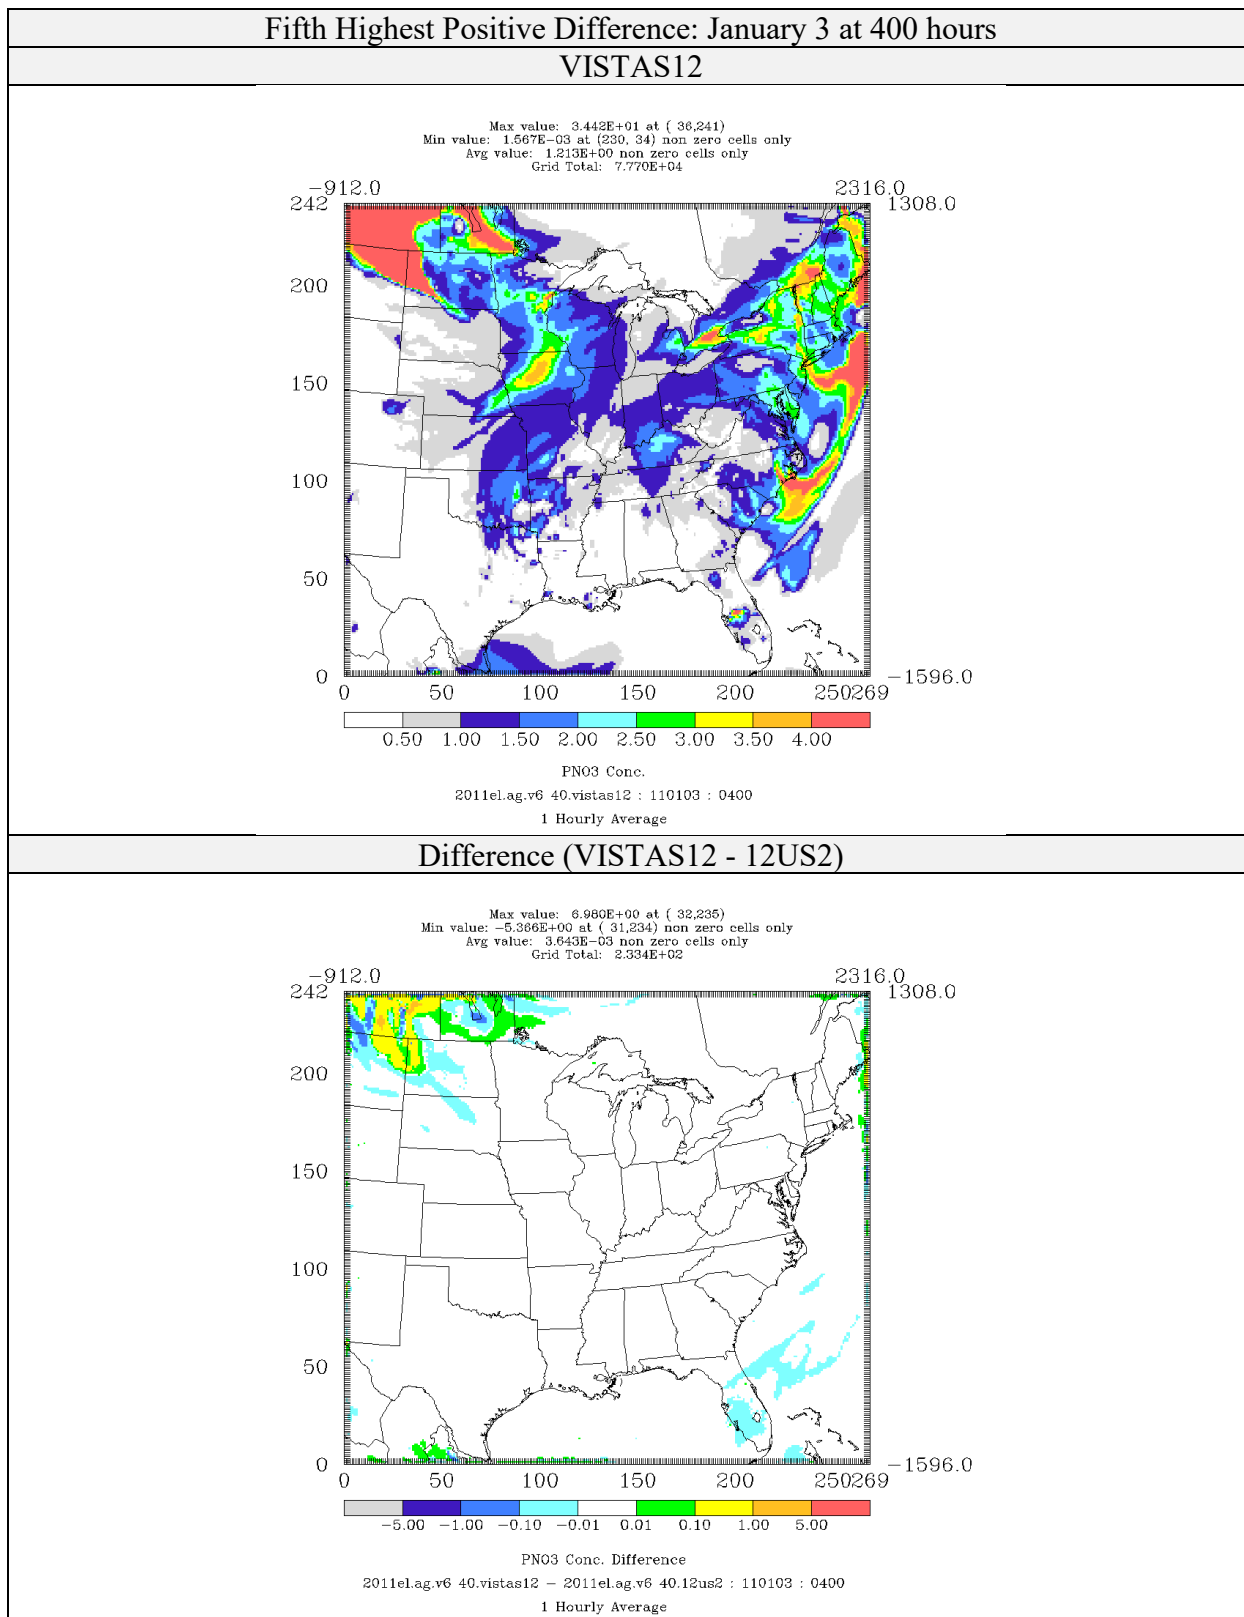 Fifth Highest Positive Difference: January 3 at 400 hours
VISTAS12
Max value: 3.442E+01 at ( 36,241)
Min value: 1.567E-03 at (230, 34) non zero cells only
Avg value: 1.213E+00 non zero cells only
Grid Total: 7.770E+04
-912.0 2316.0
242 1308.0
200
150
100
50
0 -1596.0
0 50 100 150 200 250269
0.50 1.00 1.50 2.00 2.50 3.00 3.50 4.00
PNO3 Conc.
2011el.ag.v6 40.vistas12 : 110103 : 0400
1 Hourly Average
Difference (VISTAS12 - 12US2)
Max value: 6.980E+00 at ( 32,235)
Min value: -5.366E+00 at ( 31,234) non zero cells only
Avg value: 3.643E-03 non zero cells only
Grid Total: 2.334E+02
-912.0 2316.0
242 1308.0
200
150
100
50
0 -1596.0
0 50 100 150 200 250269
-5.00 -1.00 -0.10 -0.01 0.01 0.10 1.00 5.00
PNO3 Conc. Difference
2011el.ag.v6 40.vistas12 - 2011el.ag.v6 40.12us2 : 110103 : 0400
1 Hourly Average